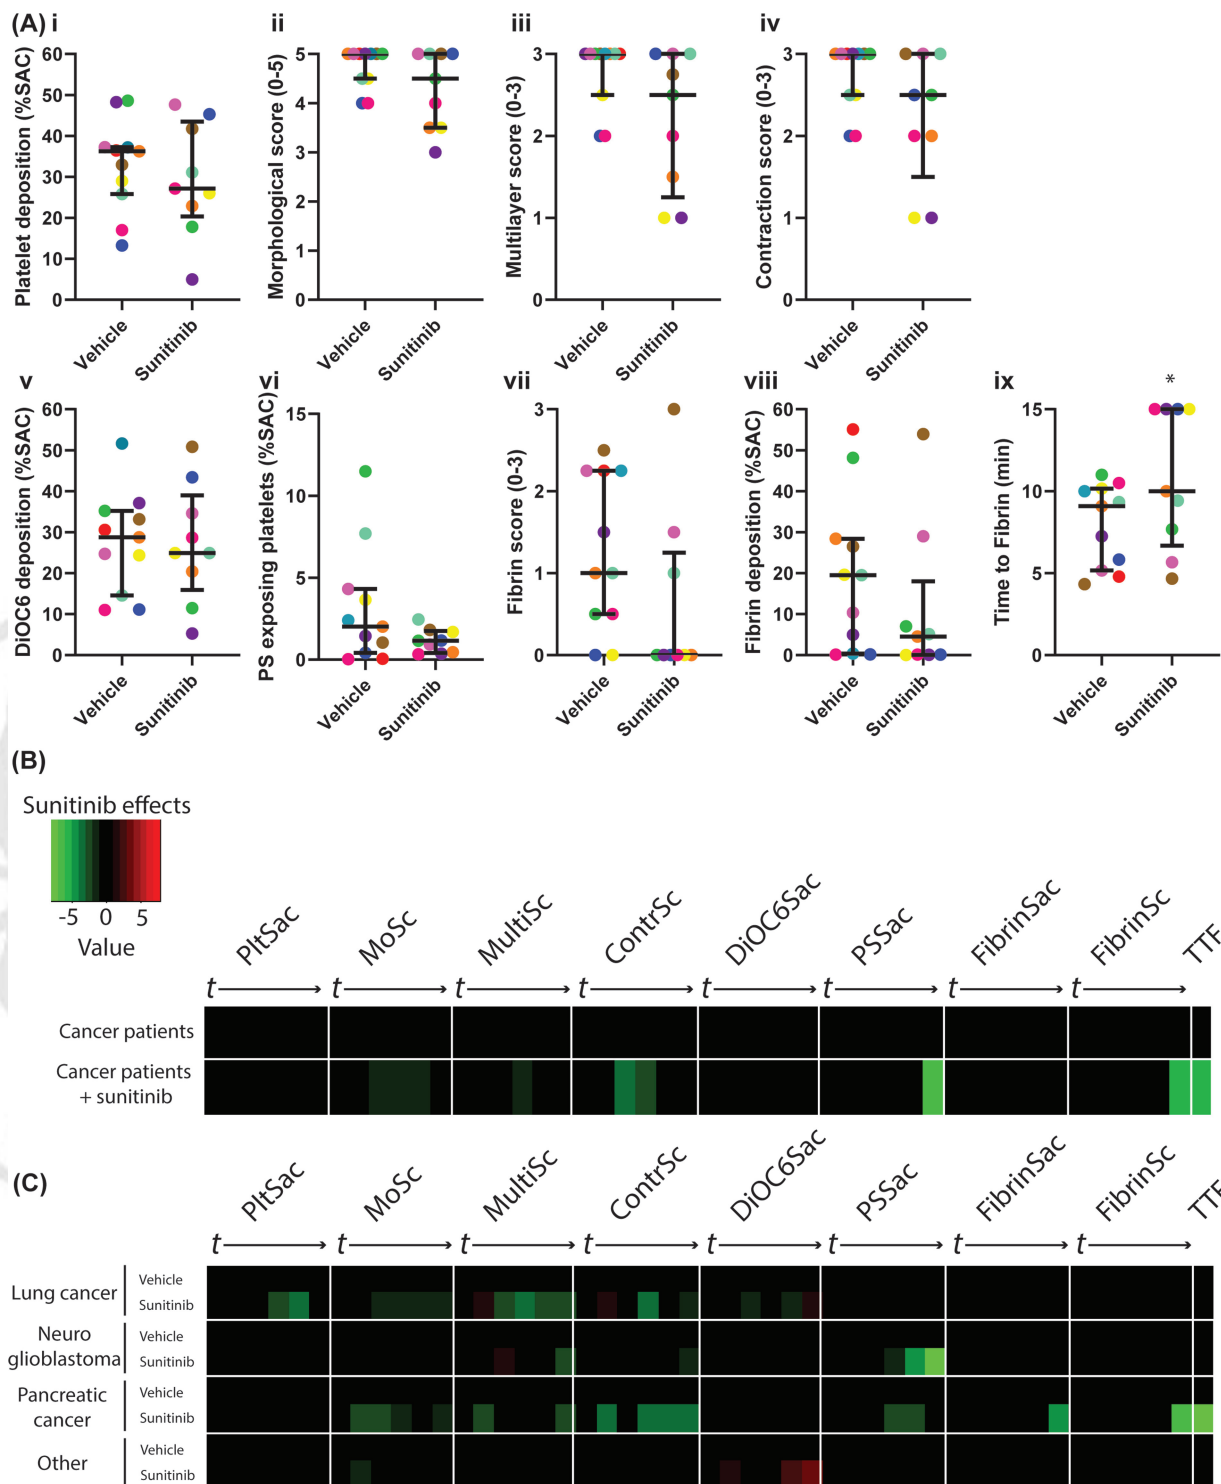 (A) i
ii
iii
iv
Platelet deposition (%SAC)
60
50
40
30
20
10
0
Vehicle
Sunitinib
Morphological score (0-5)
5
4
3
2
1
0
Vehicle
Sunitinib
Multilayer score (0-3)
3
2
1
0
Vehicle
Sunitinib
Contraction score (0-3)
3
2
1
0
Vehicle
Sunitinib
v
vi
vii
viii
ix
DiOC6 deposition (%SAC)
60
50
40
30
20
10
0
Vehicle
Sunitinib
PS exposing platelets (%SAC)
15
10
5
0
Vehicle
Sunitinib
Fibrin score (0-3)
3
2
1
0
Vehicle
Sunitinib
Fibrin deposition (%SAC)
60
50
40
30
20
10
0
Vehicle
Sunitinib
Time to Fibrin (min)
*
15
10
5
0
Vehicle
Sunitinib
(B)
Sunitinib effects
-5 0 5
Value
PltSac MoSc MultiSc ContrSc DiOC6Sac PSSac FibrinSac FibrinSc TTF
t t t t t t t t
Cancer patients
Cancer patients
+ sunitinib
(C)
PltSac MoSc MultiSc ContrSc DiOC6Sac PSSac FibrinSac FibrinSc TTF
t t t t t t t t
Lung cancer
Vehicle
Sunitinib
Neuro
glioblastoma
Vehicle
Sunitinib
Pancreatic
cancer
Vehicle
Sunitinib
Other
Vehicle
Sunitinib